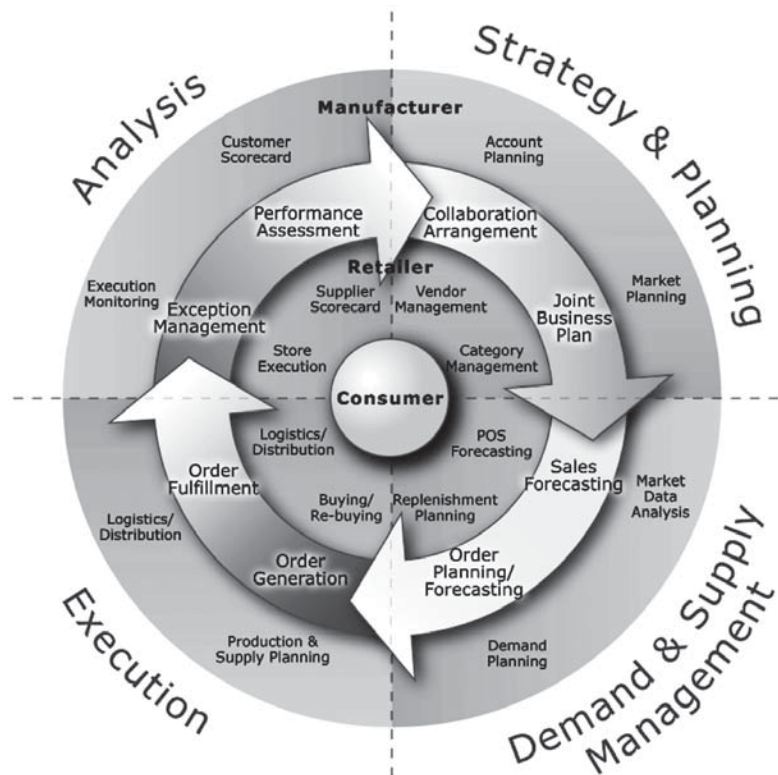 Strategy & Planning
Analysis
Manufacturer
Customer
Scorecard
Account
Planning
Performance
Assessment
Collaboration
Arrangement
Retailer
Execution
Monitoring
Exception
Management
Supplier
Scorecard
Vendor
Management
Joint
Business
Plan
Market
Planning
Store
Execution
Category
Management
Consumer
Logistics/
Distribution
POS
Forecasting
Order
Fulfillment
Sales
Forecasting
Market
Data
Analysis
Logistics/
Distribution
Buying/
Re-buying
Replenishment
Planning
Order
Generation
Order
Planning/
Forecasting
Production &
Supply Planning
Demand
Planning
Execution
Demand & Supply
Management